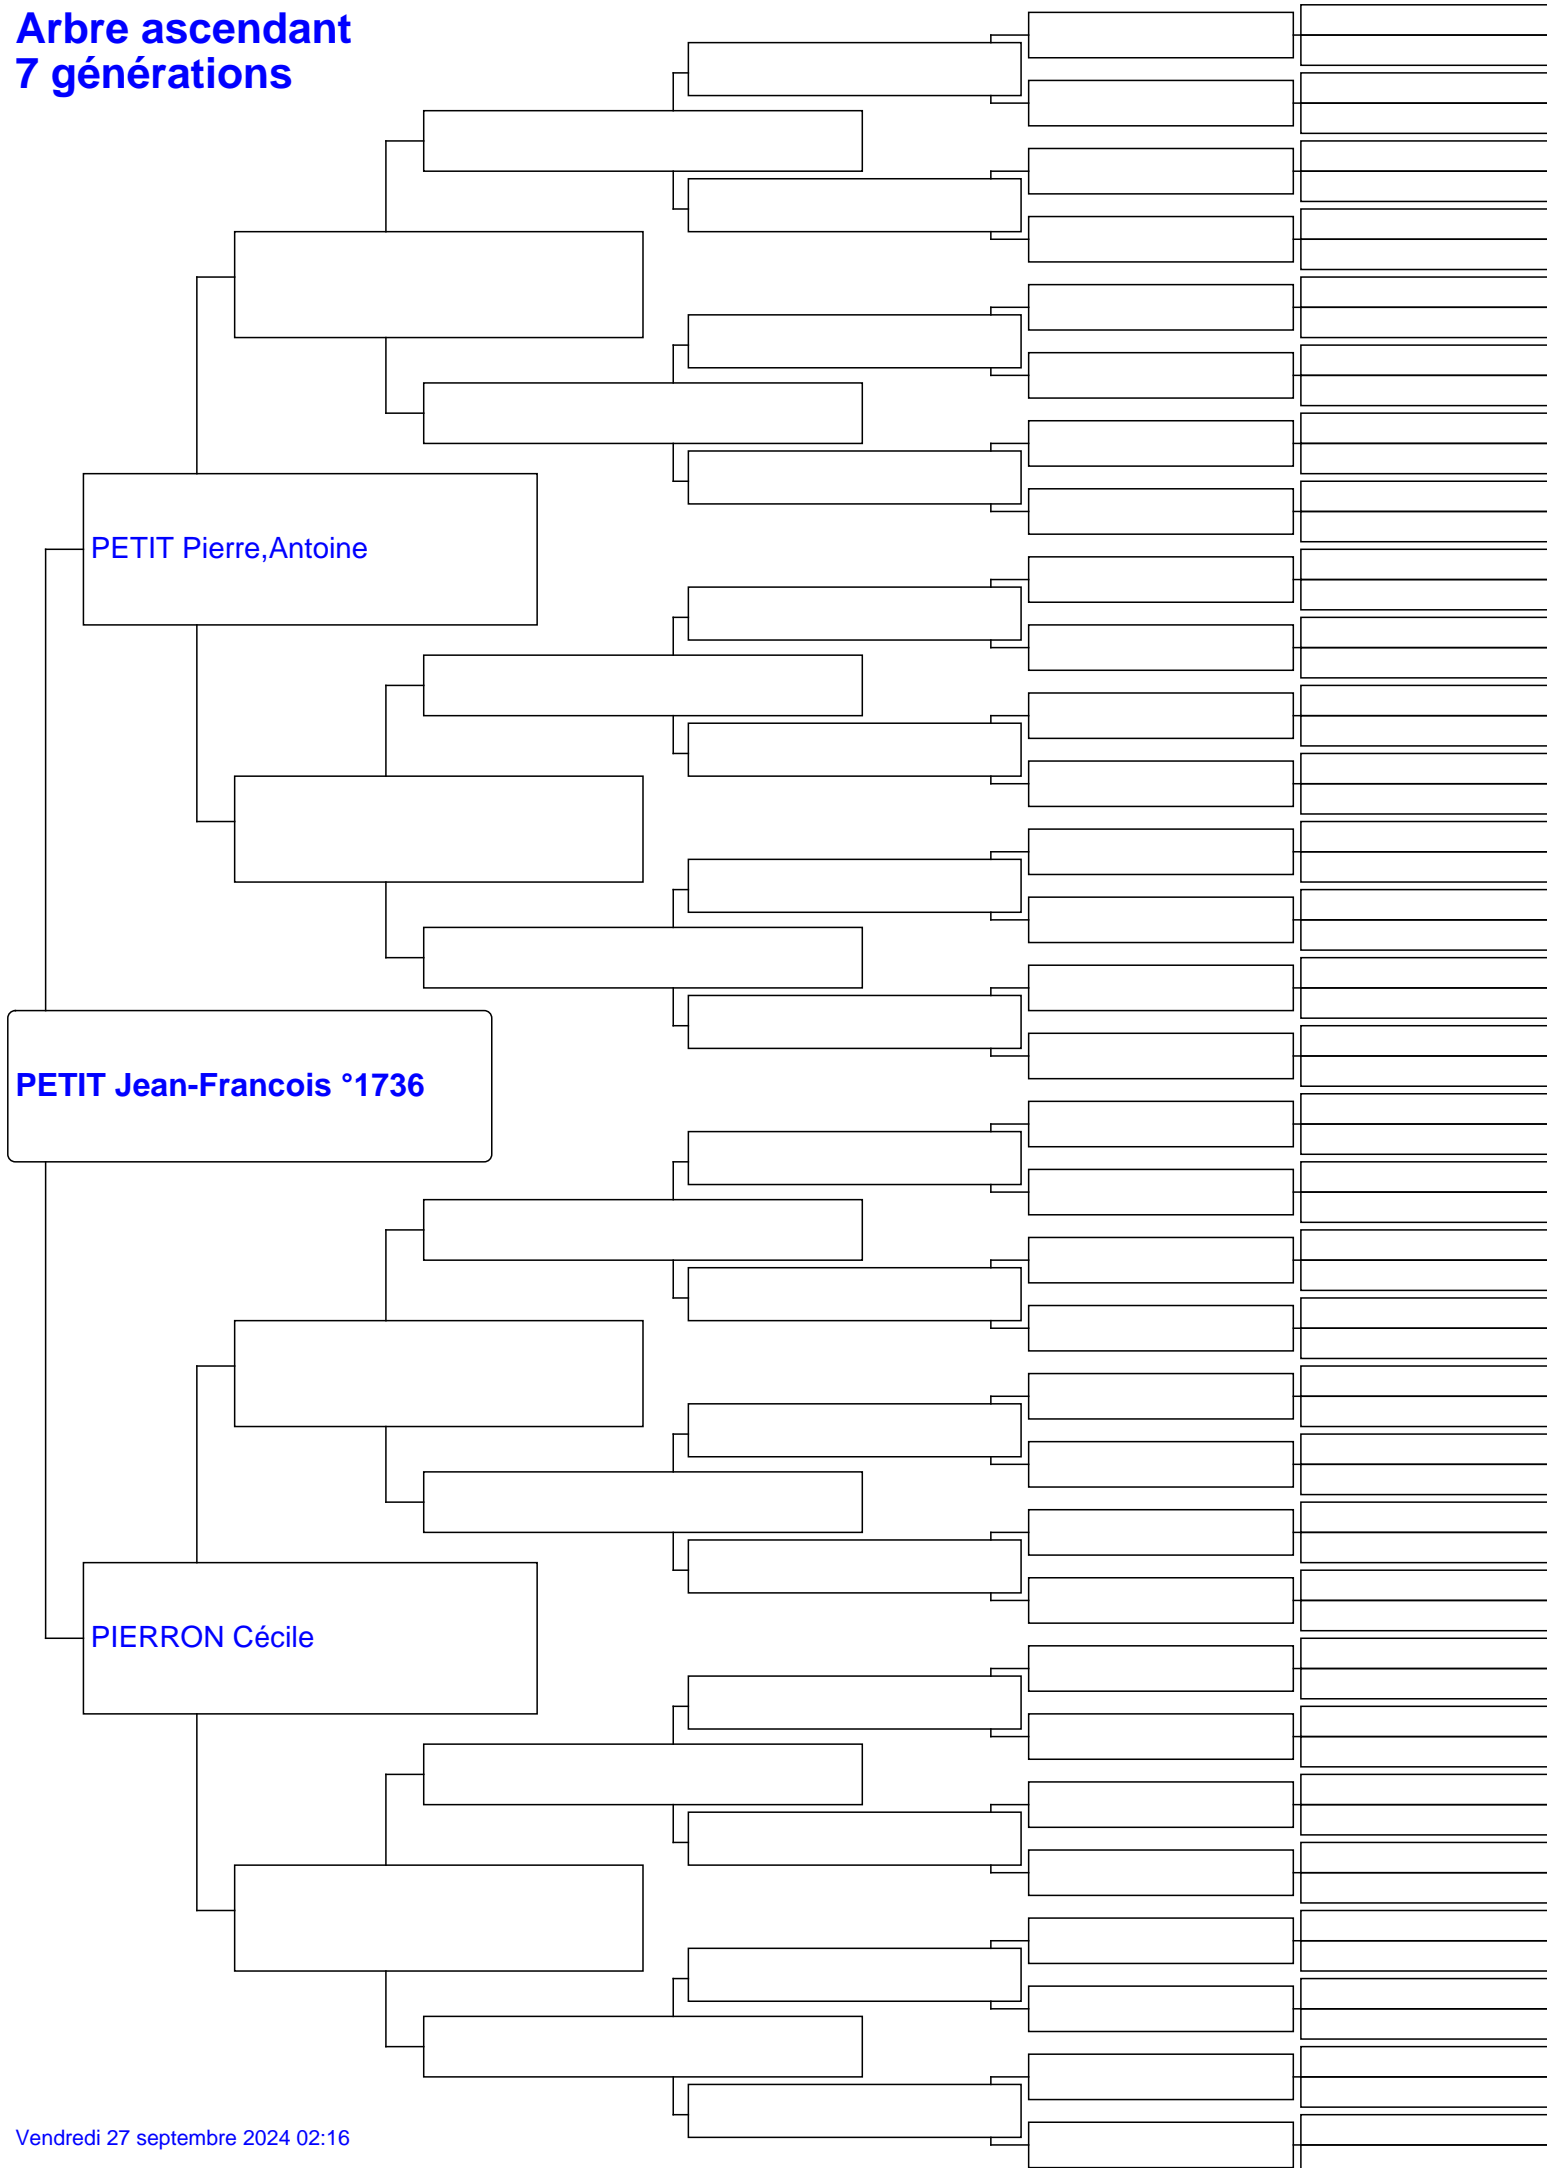 Arbre ascendant
7 générations
PETIT Pierre,Antoine
PETIT Jean-Francois °1736
PIERRON Cécile
Vendredi 27 septembre 2024 02:16